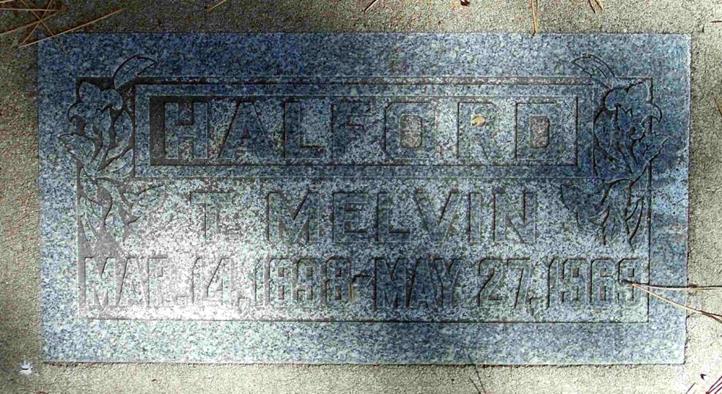 HALFORD
T. MELVIN
MAR. 14, 1898 - MAY 27, 1969